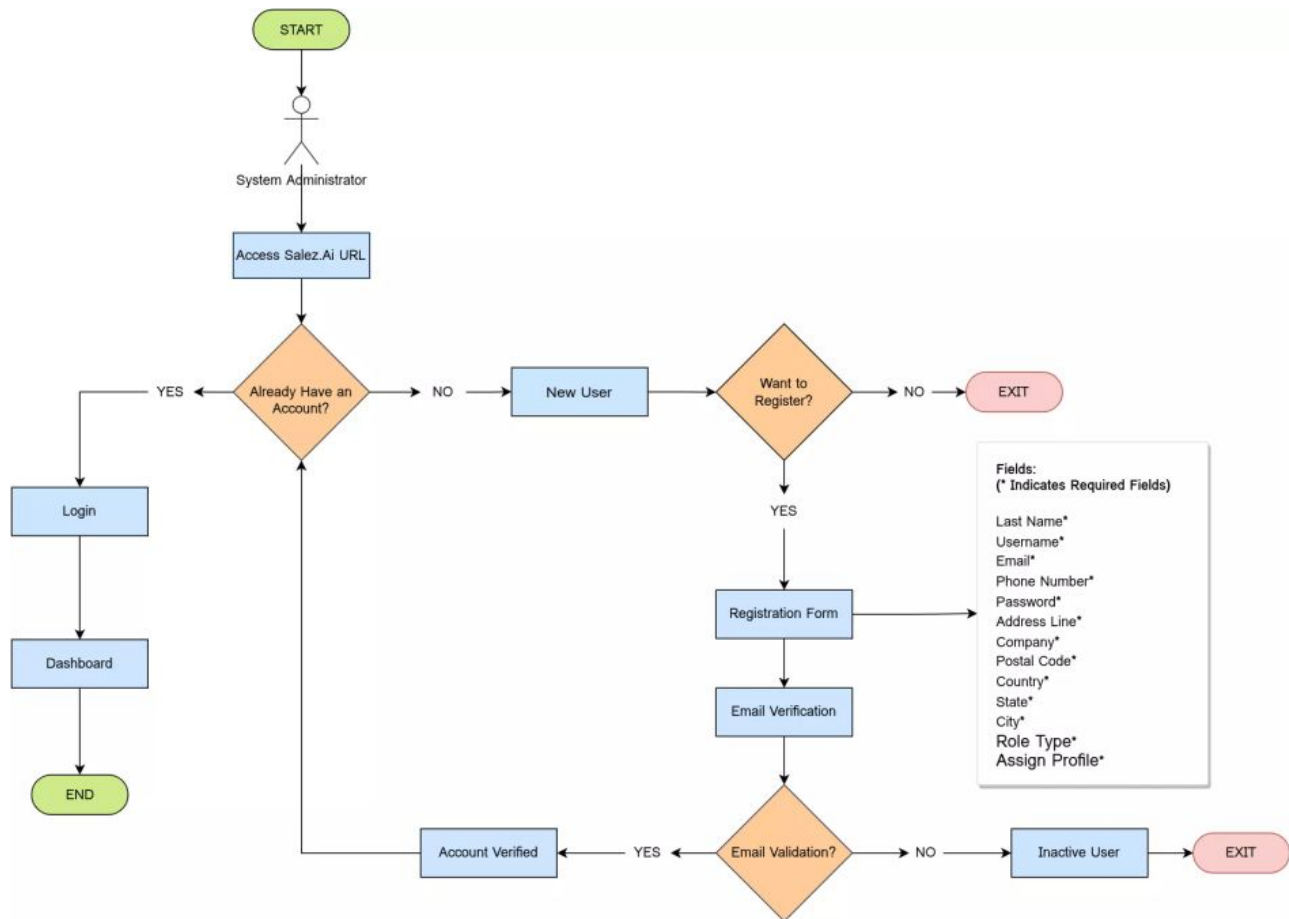 START
System Administrator
Access Salez.Ai URL
YES
Already Have an
Account?
NO
New User
Want to
Register?
NO
EXIT
Fields:
(* Indicates Required Fields)
Last Name*
Username*
Email*
Phone Number*
Password*
Address Line*
Company*
Postal Code*
Country*
State*
City*
Role Type*
Assign Profile*
YES
Login
Registration Form
Dashboard
Email Verification
END
Account Verified
YES
Email Validation?
NO
Inactive User
EXIT